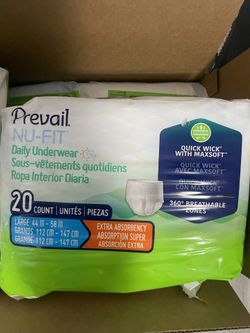 Prevail
NU-FIT
Daily Underwear
Sous-vêtements quotidiens
Ropa Interior Diaria
20 COUNT | UNITÉS | PIEZAS
LARGE 44 IN - 58 IN
GRANDS 112 CM - 147 CM
GRANDE 112 CM - 147 CM
EXTRA ABSORBENCY
ABSORPTION SUPER
ABSORCIÓN EXTRA
QUICK WICK
WITH MAXSOFT
QUICK WICK
AVEC MAXSOFT
QUICK WICK
CON MAXSOFT
360° BREATHABLE
ZONES